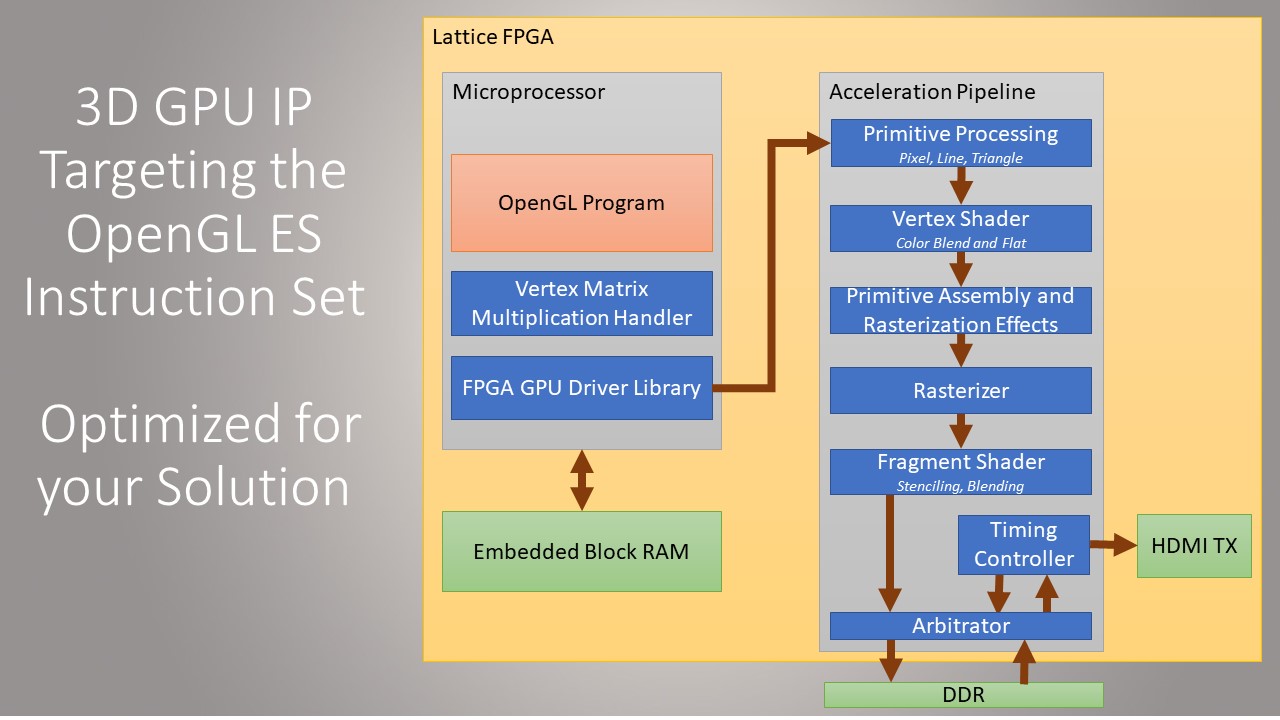 3D GPU IP
Targeting the
OpenGL ES
Instruction Set
Optimized for
your Solution
Lattice FPGA
Microprocessor
OpenGL Program
Vertex Matrix
Multiplication Handler
FPGA GPU Driver Library
Embedded Block RAM
Acceleration Pipeline
Primitive Processing
Pixel, Line, Triangle
Vertex Shader
Color Blend and Flat
Primitive Assembly and
Rasterization Effects
Rasterizer
Fragment Shader
Stenciling, Blending
Timing
Controller
HDMI TX
Arbitrator
DDR